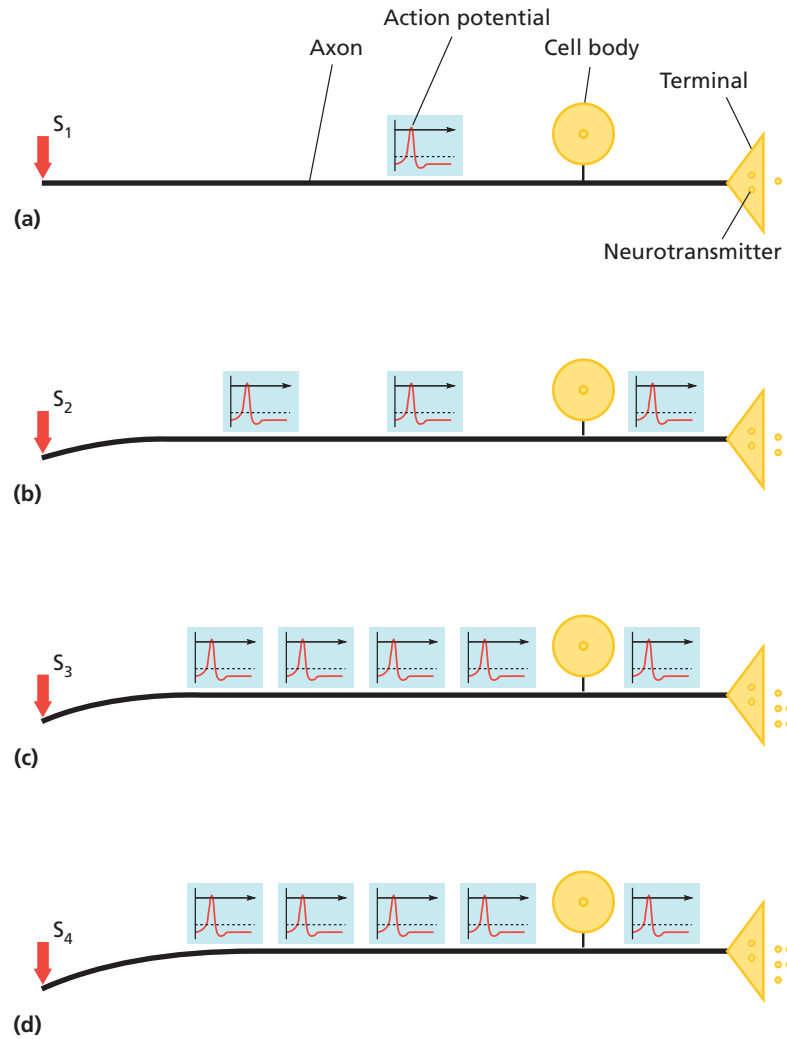 Action potential
Axon
Cell body
Terminal
S1
(a)
Neurotransmitter
S2
(b)
S3
(c)
S4
(d)